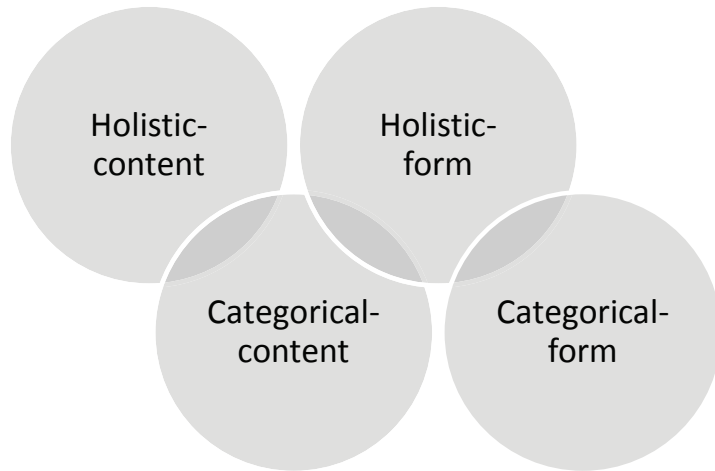 Holistic-
content
Holistic-
form
Categorical-
content
Categorical-
form